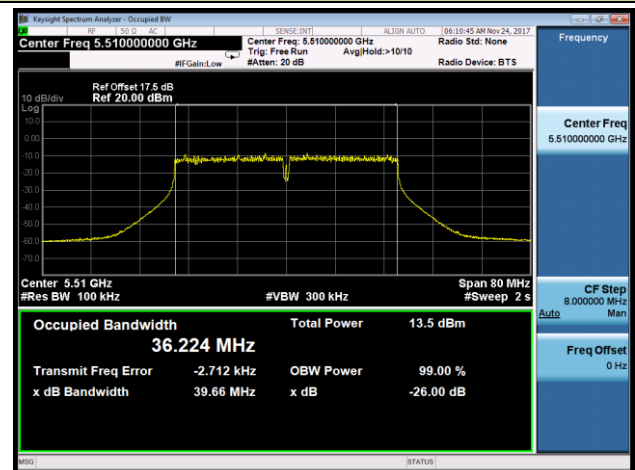 Keysight Spectrum Analyzer - Occupied BW
RF 50 Ω AC SENSE:INT ALIGN AUTO 06:10:45 AM Nov 24, 2017
Center Freq 5.510000000 GHz
Center Freq: 5.510000000 GHz
Radio Std: None
Trig: Free Run Avg|Hold:>10/10
#IFGain:Low
#Atten: 20 dB
Radio Device: BTS
Frequency
Ref Offset 17.5 dB
10 dB/div Ref 20.00 dBm
Log
10.0
0.00
-10.0
-20.0
-30.0
-40.0
-50.0
-60.0
-70.0
Center 5.51 GHz Span 80 MHz
#Res BW 100 kHz #VBW 300 kHz #Sweep 2 s
Occupied Bandwidth Total Power 13.5 dBm
36.224 MHz
Transmit Freq Error -2.712 kHz OBW Power 99.00 %
x dB Bandwidth 39.66 MHz x dB -26.00 dB
Center Freq
5.510000000 GHz
CF Step
8.000000 MHz
Auto Man
Freq Offset
0 Hz
MSG STATUS